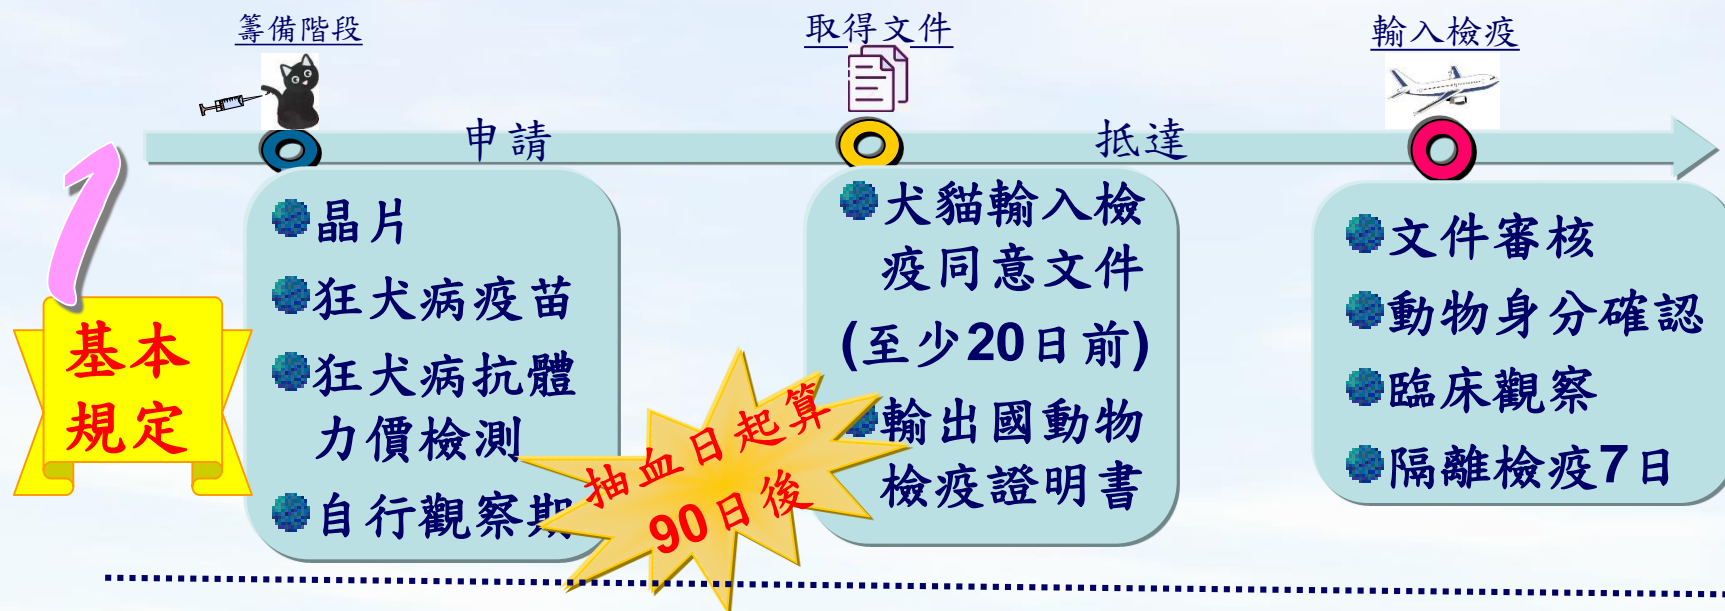 籌備階段
取得文件
輸入檢疫
申請
抵達
1
基本
規定
晶片
狂犬病疫苗
狂犬病抗體
力價檢測
自行觀察期
抽血日起算
90日後
犬貓輸入檢
疫同意文件
(至少20日前)
輸出國動物
檢疫證明書
文件審核
動物身分確認
臨床觀察
隔離檢疫7日